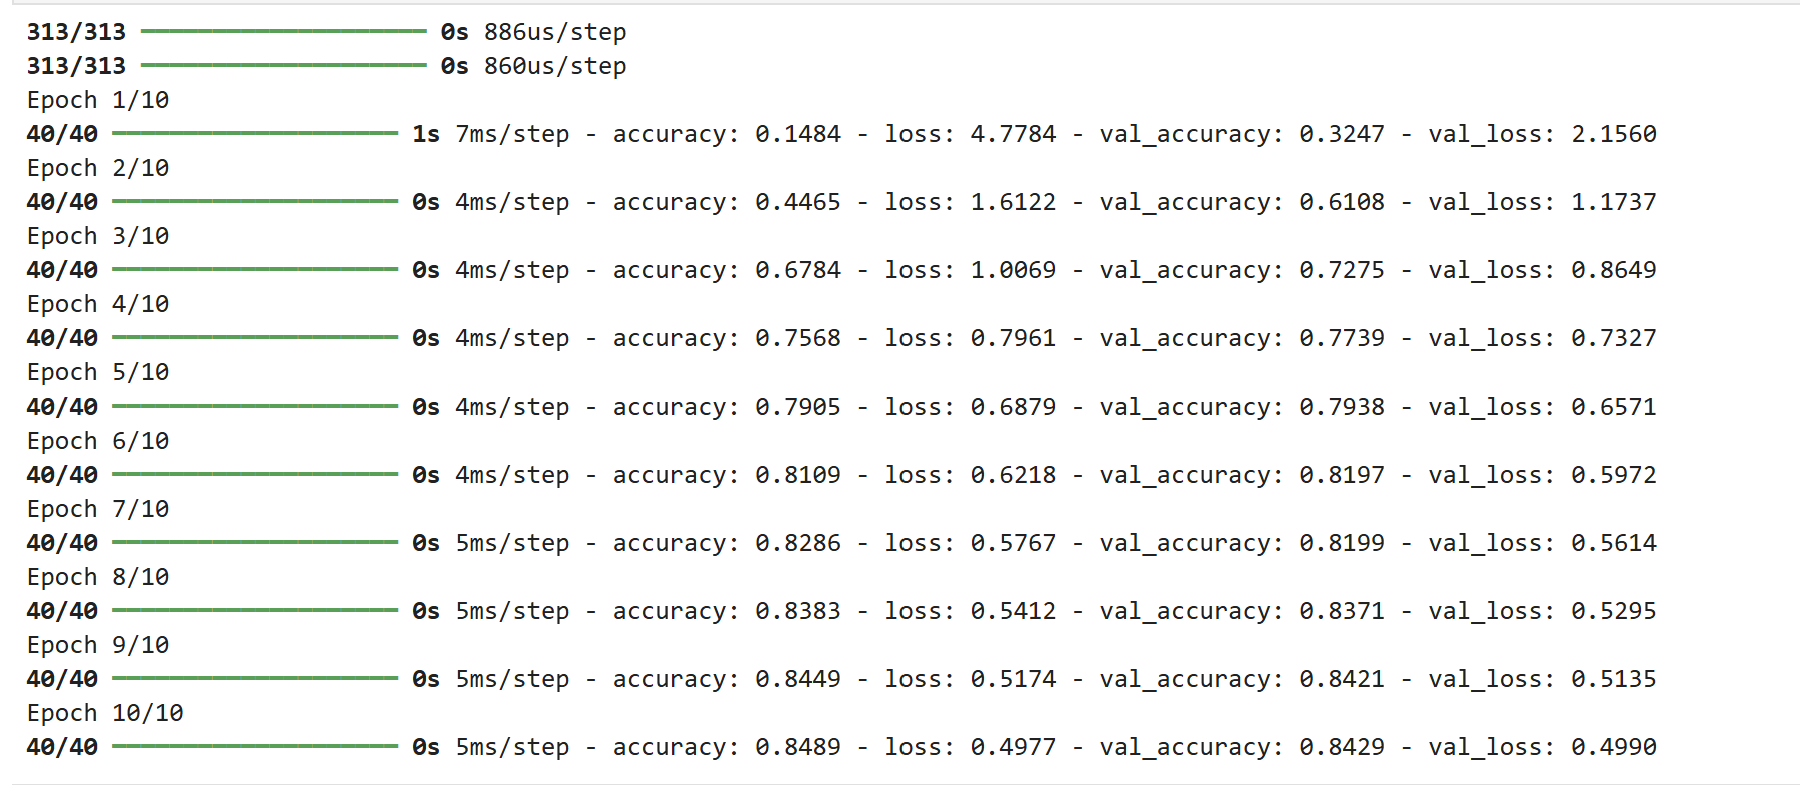 313/313 ━━━━━━━━━━━━━━━━━━━━ 0s 886us/step
313/313 ━━━━━━━━━━━━━━━━━━━━ 0s 860us/step
Epoch 1/10
40/40 ━━━━━━━━━━━━━━━━━━━━ 1s 7ms/step - accuracy: 0.1484 - loss: 4.7784 - val_accuracy: 0.3247 - val_loss: 2.1560
Epoch 2/10
40/40 ━━━━━━━━━━━━━━━━━━━━ 0s 4ms/step - accuracy: 0.4465 - loss: 1.6122 - val_accuracy: 0.6108 - val_loss: 1.1737
Epoch 3/10
40/40 ━━━━━━━━━━━━━━━━━━━━ 0s 4ms/step - accuracy: 0.6784 - loss: 1.0069 - val_accuracy: 0.7275 - val_loss: 0.8649
Epoch 4/10
40/40 ━━━━━━━━━━━━━━━━━━━━ 0s 4ms/step - accuracy: 0.7568 - loss: 0.7961 - val_accuracy: 0.7739 - val_loss: 0.7327
Epoch 5/10
40/40 ━━━━━━━━━━━━━━━━━━━━ 0s 4ms/step - accuracy: 0.7905 - loss: 0.6879 - val_accuracy: 0.7938 - val_loss: 0.6571
Epoch 6/10
40/40 ━━━━━━━━━━━━━━━━━━━━ 0s 4ms/step - accuracy: 0.8109 - loss: 0.6218 - val_accuracy: 0.8197 - val_loss: 0.5972
Epoch 7/10
40/40 ━━━━━━━━━━━━━━━━━━━━ 0s 5ms/step - accuracy: 0.8286 - loss: 0.5767 - val_accuracy: 0.8199 - val_loss: 0.5614
Epoch 8/10
40/40 ━━━━━━━━━━━━━━━━━━━━ 0s 5ms/step - accuracy: 0.8383 - loss: 0.5412 - val_accuracy: 0.8371 - val_loss: 0.5295
Epoch 9/10
40/40 ━━━━━━━━━━━━━━━━━━━━ 0s 5ms/step - accuracy: 0.8449 - loss: 0.5174 - val_accuracy: 0.8421 - val_loss: 0.5135
Epoch 10/10
40/40 ━━━━━━━━━━━━━━━━━━━━ 0s 5ms/step - accuracy: 0.8489 - loss: 0.4977 - val_accuracy: 0.8429 - val_loss: 0.4990